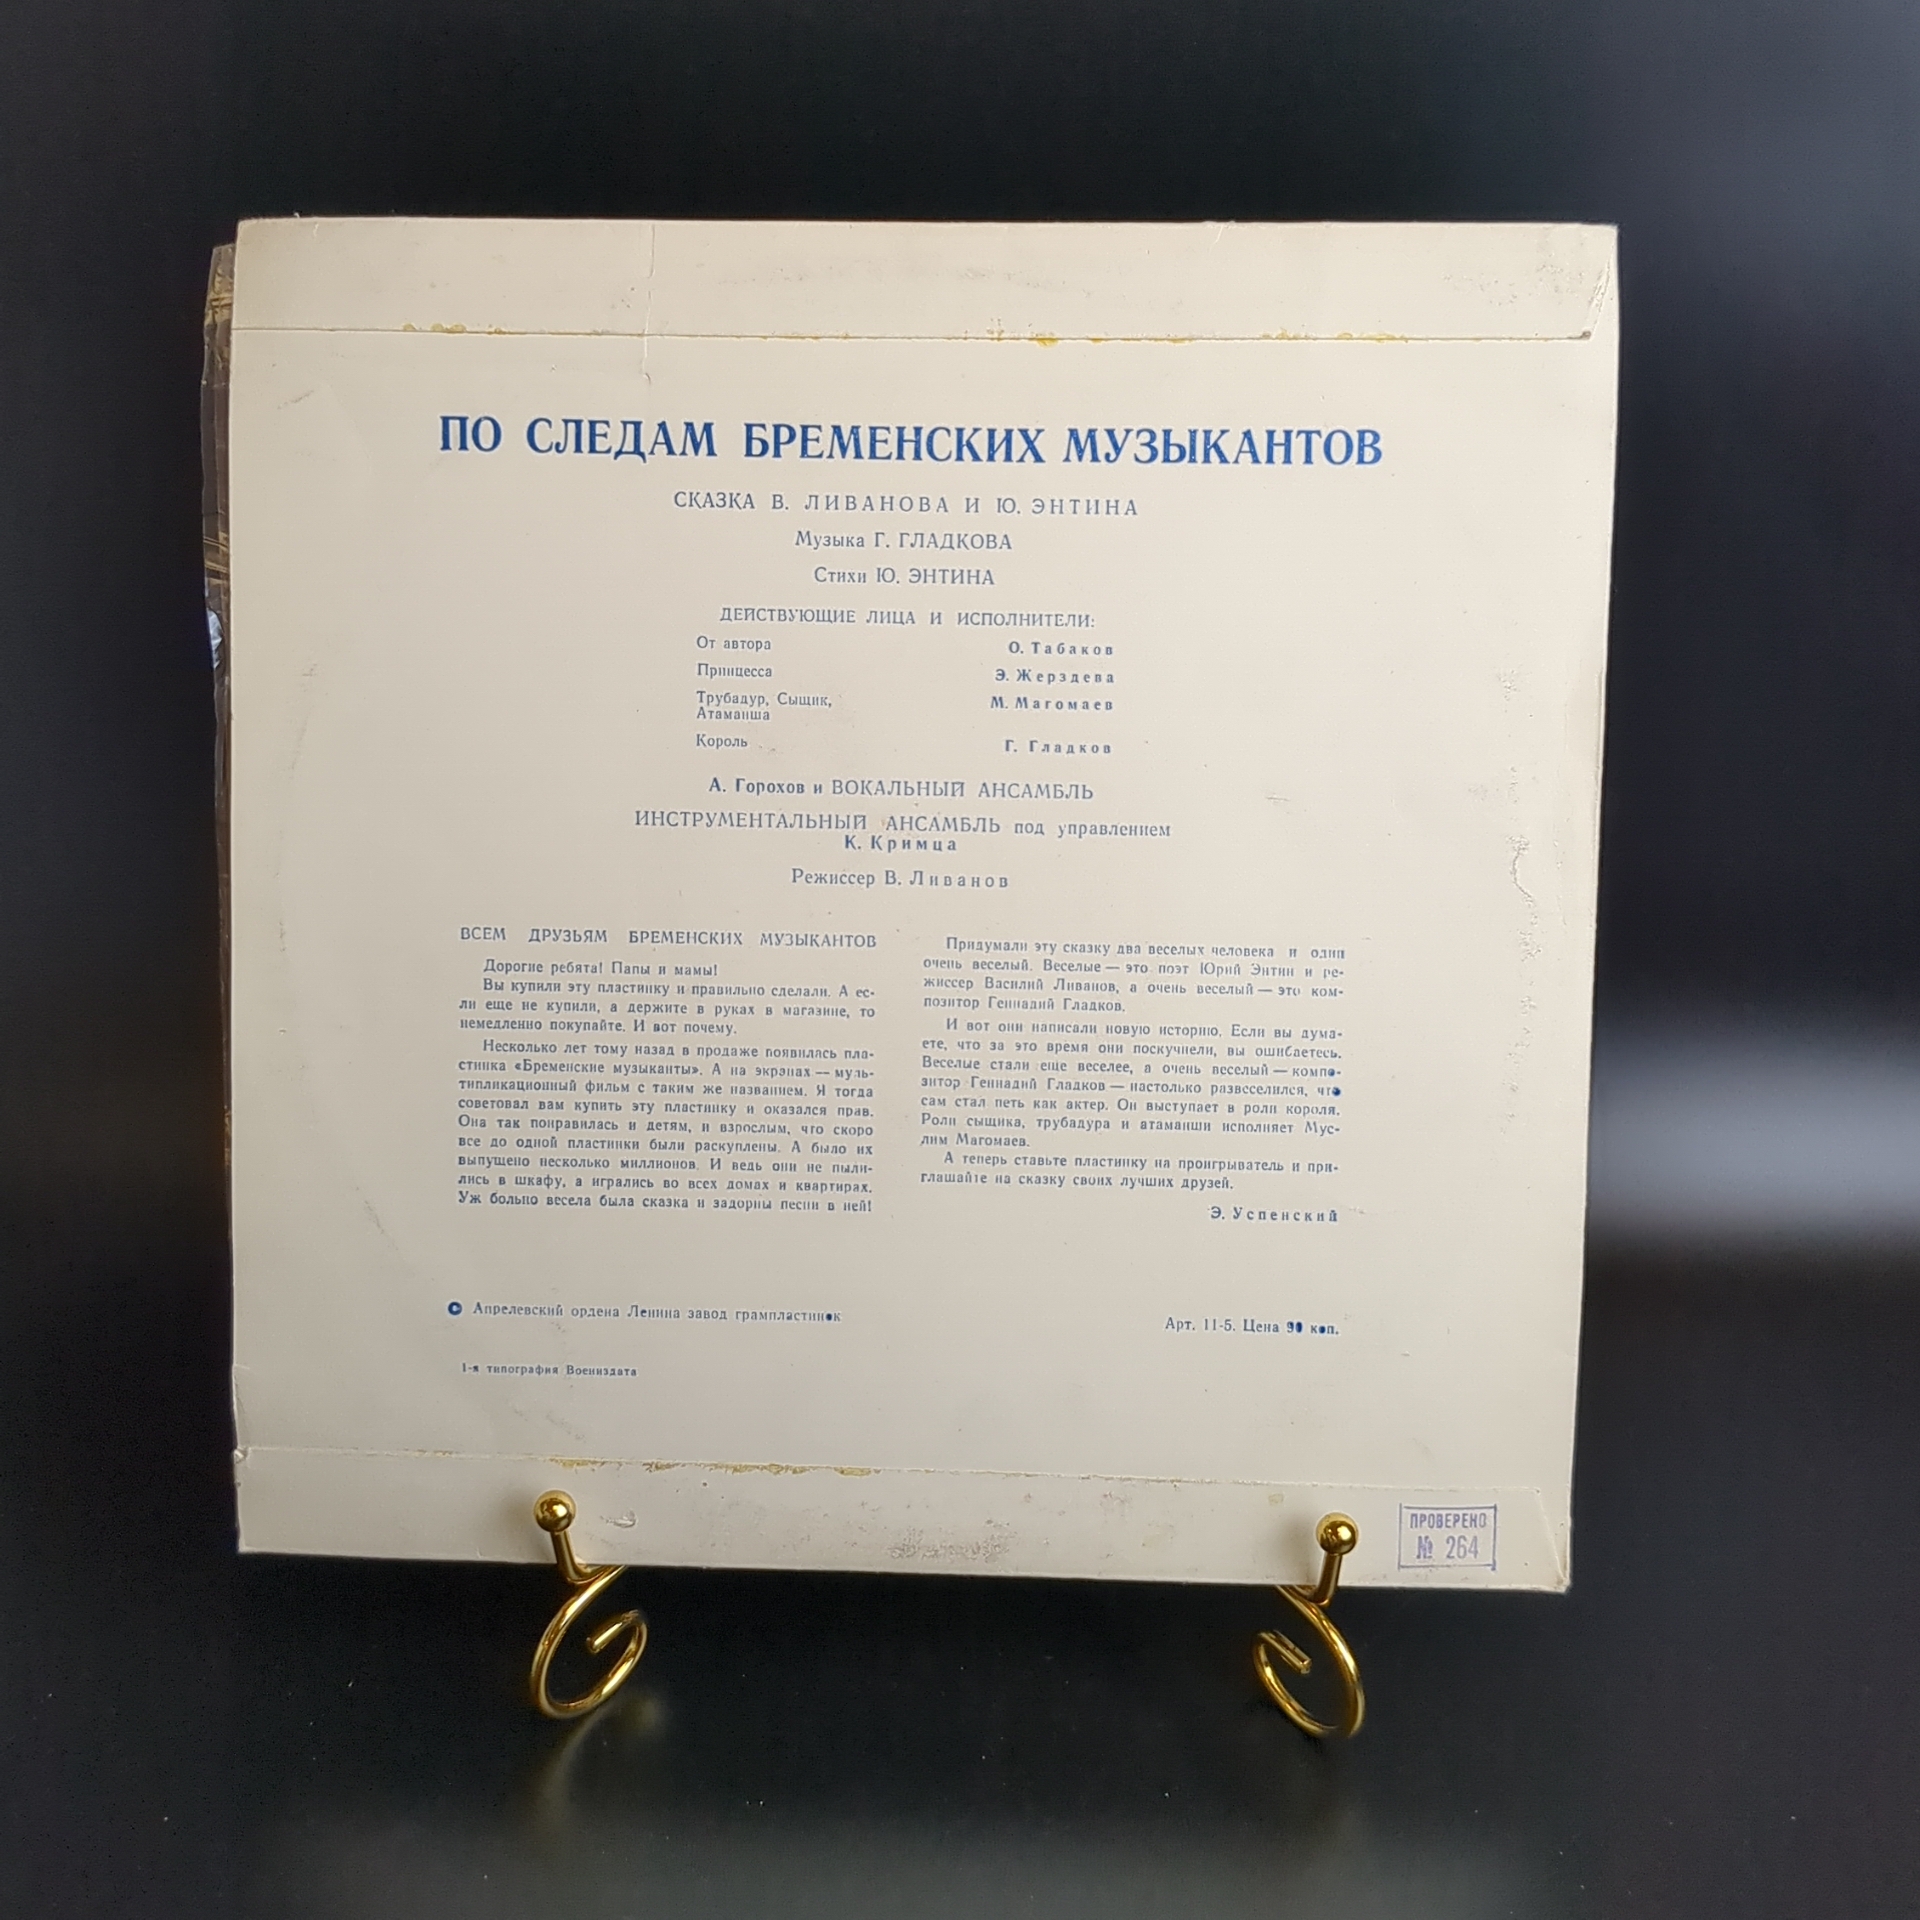 ПО СЛЕДАМ БРЕМЕНСКИХ МУЗЫКАНТОВ
СКАЗКА В. ЛИВАНОВА И Ю. ЭНТИНА
Музыка Г. ГЛАДКОВА
Стихи Ю. ЭНТИНА
ДЕЙСТВУЮЩИЕ ЛИЦА И ИСПОЛНИТЕЛИ:
От автора О. Табаков
Принцесса Э. Жерздева
Трубадур, Сыщик, М. Магомаев
Атаманша
Король Г. Гладков
А. Горохов и ВОКАЛЬНЫЙ АНСАМБЛЬ
ИНСТРУМЕНТАЛЬНЫЙ АНСАМБЛЬ под управлением
К. Кримца
Режиссер В. Ливанов
ВСЕМ ДРУЗЬЯМ БРЕМЕНСКИХ МУЗЫКАНТОВ
Дорогие ребята! Папы и мамы!
Вы купили эту пластинку и правильно сделали. А ес-
ли еще не купили, а держите в руках в магазине, то
немедленно покупайте. И вот почему.
Несколько лет тому назад в продаже появилась пла-
стинка «Бременские музыканты». А на экранах — муль-
типликационный фильм с таким же названием. Я тогда
советовал вам купить эту пластинку и оказался прав.
Она так понравилась и детям, и взрослым, что скоро
все до одной пластинки были раскуплены. А было их
выпущено несколько миллионов. И ведь они не пыли-
лись в шкафу, а игрались во всех домах и квартирах.
Уж больно весела была сказка и задорны песни в ней!
Придумали эту сказку два веселых человека и один
очень веселый. Веселые — это поэт Юрий Энтин и ре-
жиссер Василий Ливанов, а очень веселый — это ком-
позитор Геннадий Гладков.
И вот они написали новую историю. Если вы дума-
ете, что за это время они поскучнели, вы ошибаетесь.
Веселые стали еще веселее, а очень веселый — компо-
зитор Геннадий Гладков — настолько развеселился, что
сам стал петь как актер. Он выступает в роли короля.
Роли сыщика, трубадура и атаманши исполняет Мус-
лим Магомаев.
А теперь ставьте пластинку на проигрыватель и при-
глашайте на сказку своих лучших друзей.
Э. Успенский
Апрелевский ордена Ленина завод грампластинок
Арт. 11-5. Цена 90 коп.
1-я типография Воениздата
ПРОВЕРЕНО
№ 264